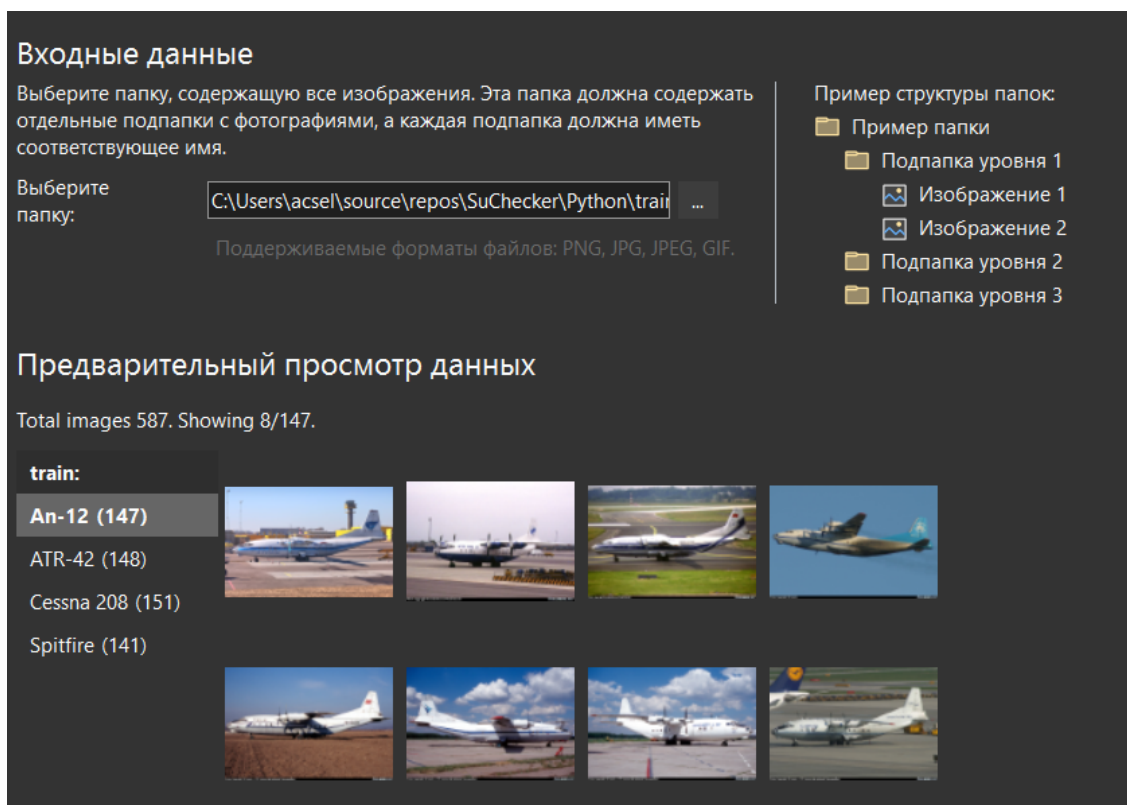 Входные данные
Выберите папку, содержащую все изображения. Эта папка должна содержать
отдельные подпапки с фотографиями, а каждая подпапка должна иметь
соответствующее имя.
Выберите
папку:
C:\Users\acsel\source\repos\SuChecker\Python\train
...
Поддерживаемые форматы файлов: PNG, JPG, JPEG, GIF.
Пример структуры папок:
Пример папки
Подпапка уровня 1
Изображение 1
Изображение 2
Подпапка уровня 2
Подпапка уровня 3
Предварительный просмотр данных
Total images 587. Showing 8/147.
train:
An-12 (147)
ATR-42 (148)
Cessna 208 (151)
Spitfire (141)